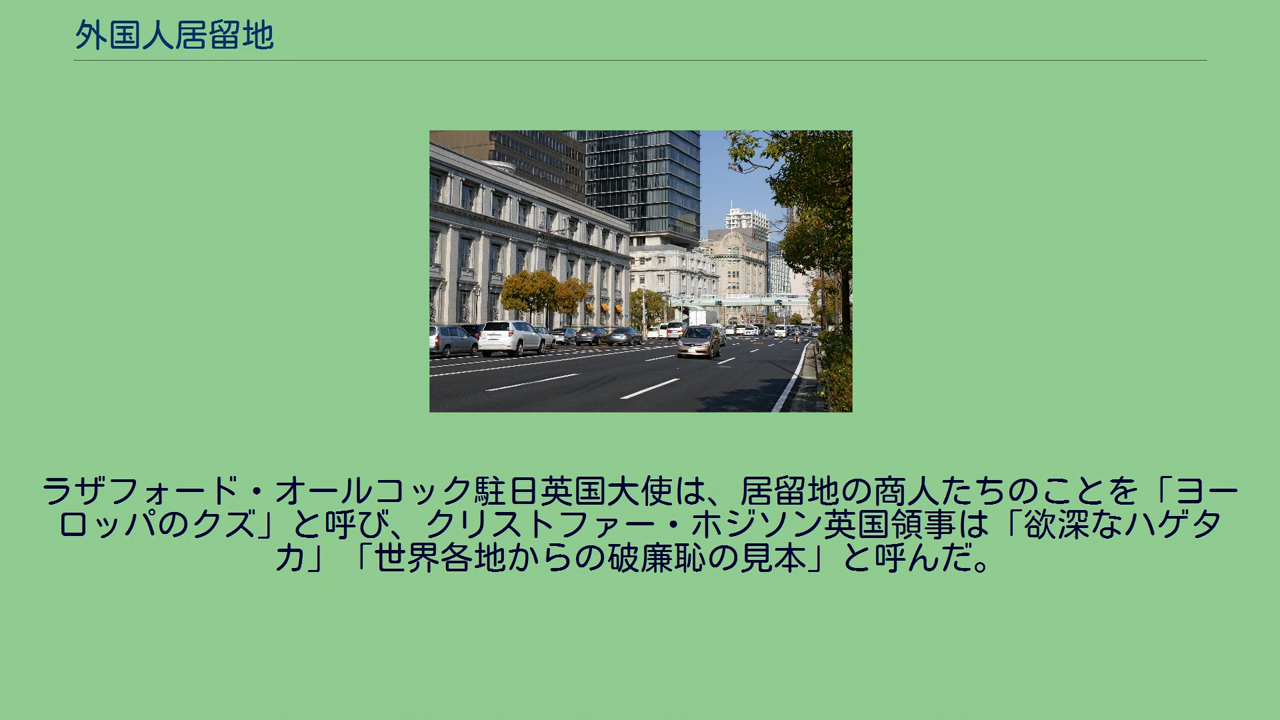 外国人居留地
ラザフォード・オールコック駐日英国大使は、居留地の商人たちのことを「ヨー
ロッパのクズ」と呼び、クリストファー・ホジソン英国領事は「欲深なハゲタ
カ」「世界各地からの破廉恥の見本」と呼んだ。